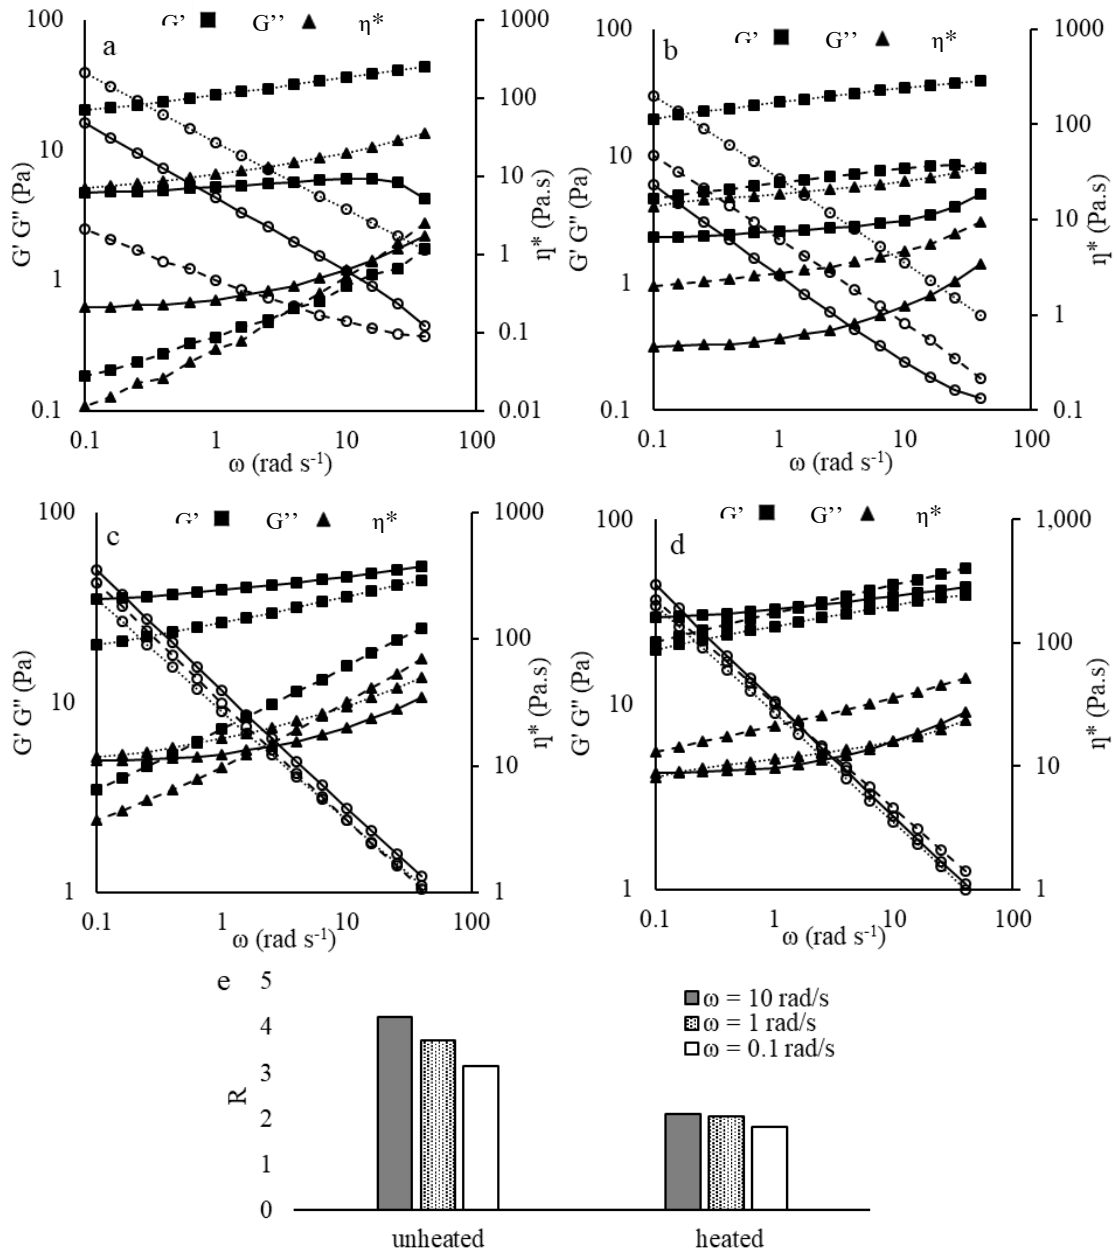 a
G' G'' η*
100
10
1
0.1
1000
100
10
1
0.1
0.01
0.1 1 10 100
G' G" (Pa)
η* (Pa.s)
ω (rad s-1)
b
G' G'' η*
100
10
1
0.1
1000
100
10
1
0.1
0.1 1 10 100
G' G" (Pa)
η* (Pa.s)
ω (rad s-1)
c
G' G'' η*
100
10
1
1000
100
10
1
0.1 1 10 100
G' G" (Pa)
η* (Pa.s)
ω (rad s-1)
d
G' G'' η*
100
10
1
1,000
100
10
1
0.1 1 10 100
G' G" (Pa)
η* (Pa.s)
ω (rad s-1)
e
5
4
3
2
1
0
R
ω = 10 rad/s
ω = 1 rad/s
ω = 0.1 rad/s
unheated heated